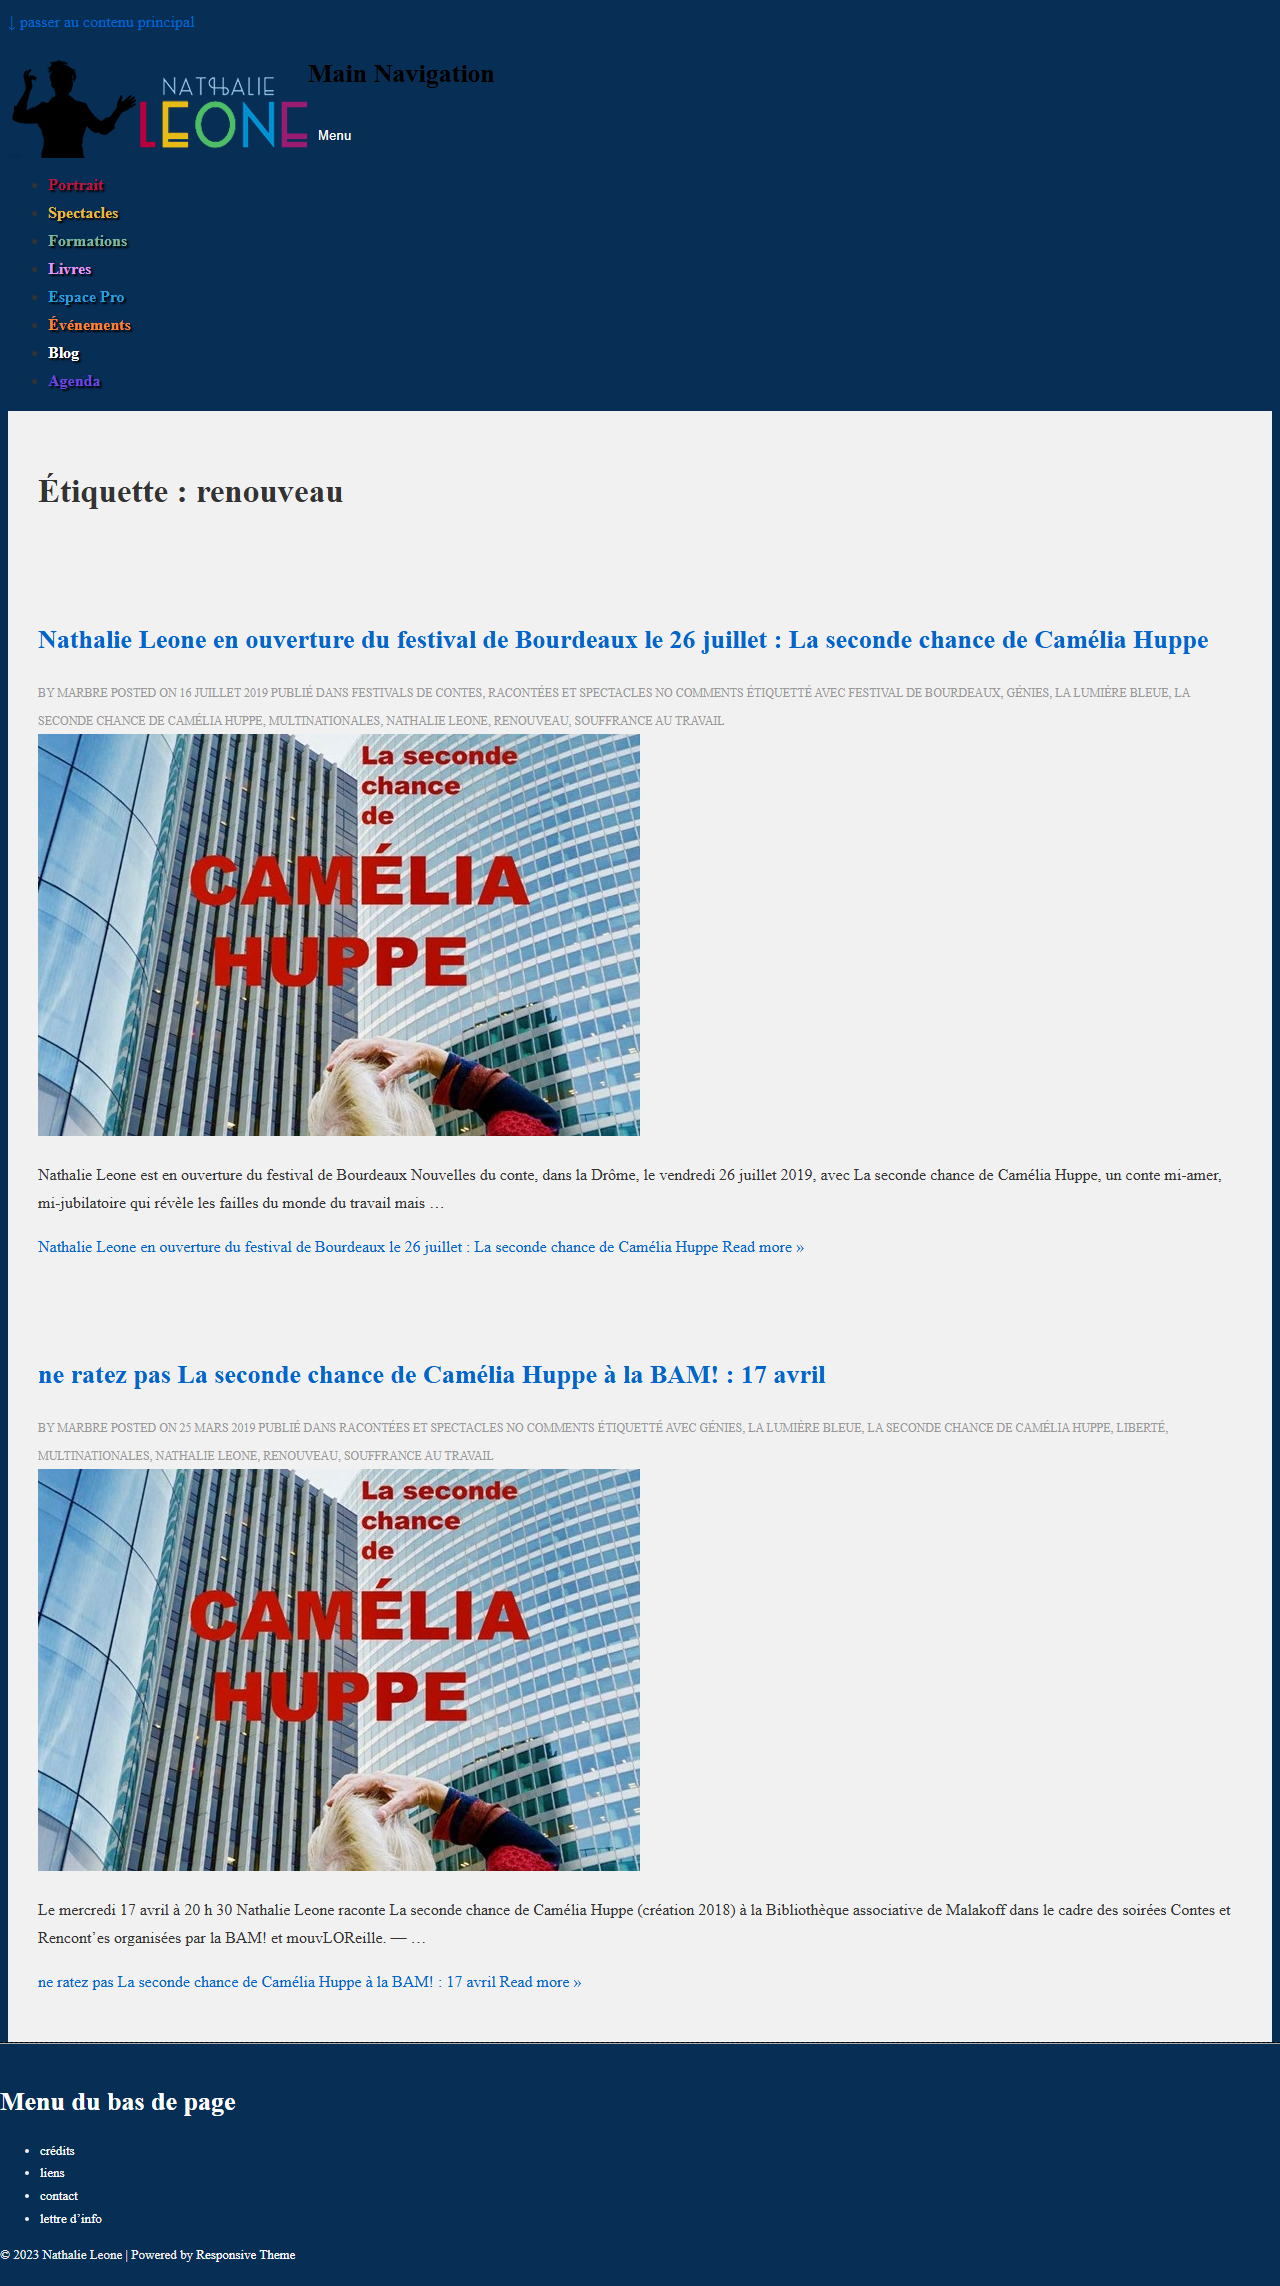 ↓ passer au contenu principal
NATHALIE
LEONE
Main Navigation
Menu
Portrait
Spectacles
Formations
Livres
Espace Pro
Événements
Blog
Agenda
Étiquette : renouveau
Nathalie Leone en ouverture du festival de Bourdeaux le 26 juillet : La seconde chance de Camélia Huppe
BY MARBRE POSTED ON 16 JUILLET 2019 PUBLIÉ DANS FESTIVALS DE CONTES, RACONTÉES ET SPECTACLES NO COMMENTS ÉTIQUETTÉ AVEC FESTIVAL DE BOURDEAUX, GÉNIES, LA LUMIÈRE BLEUE, LA
SECONDE CHANCE DE CAMÉLIA HUPPE, MULTINATIONALES, NATHALIE LEONE, RENOUVEAU, SOUFFRANCE AU TRAVAIL
La seconde
chance
de
CAMÉLIA
HUPPE
Nathalie Leone est en ouverture du festival de Bourdeaux Nouvelles du conte, dans la Drôme, le vendredi 26 juillet 2019, avec La seconde chance de Camélia Huppe, un conte mi-amer,
mi-jubilatoire qui révèle les failles du monde du travail mais …
Nathalie Leone en ouverture du festival de Bourdeaux le 26 juillet : La seconde chance de Camélia Huppe Read more »
ne ratez pas La seconde chance de Camélia Huppe à la BAM! : 17 avril
BY MARBRE POSTED ON 25 MARS 2019 PUBLIÉ DANS RACONTÉES ET SPECTACLES NO COMMENTS ÉTIQUETTÉ AVEC GÉNIES, LA LUMIÈRE BLEUE, LA SECONDE CHANCE DE CAMÉLIA HUPPE, LIBERTÉ,
MULTINATIONALES, NATHALIE LEONE, RENOUVEAU, SOUFFRANCE AU TRAVAIL
La seconde
chance
de
CAMÉLIA
HUPPE
Le mercredi 17 avril à 20 h 30 Nathalie Leone raconte La seconde chance de Camélia Huppe (création 2018) à la Bibliothèque associative de Malakoff dans le cadre des soirées Contes et
Rencont’es organisées par la BAM! et mouvLOReille. — …
ne ratez pas La seconde chance de Camélia Huppe à la BAM! : 17 avril Read more »
Menu du bas de page
crédits
liens
contact
lettre d’info
© 2023 Nathalie Leone | Powered by Responsive Theme